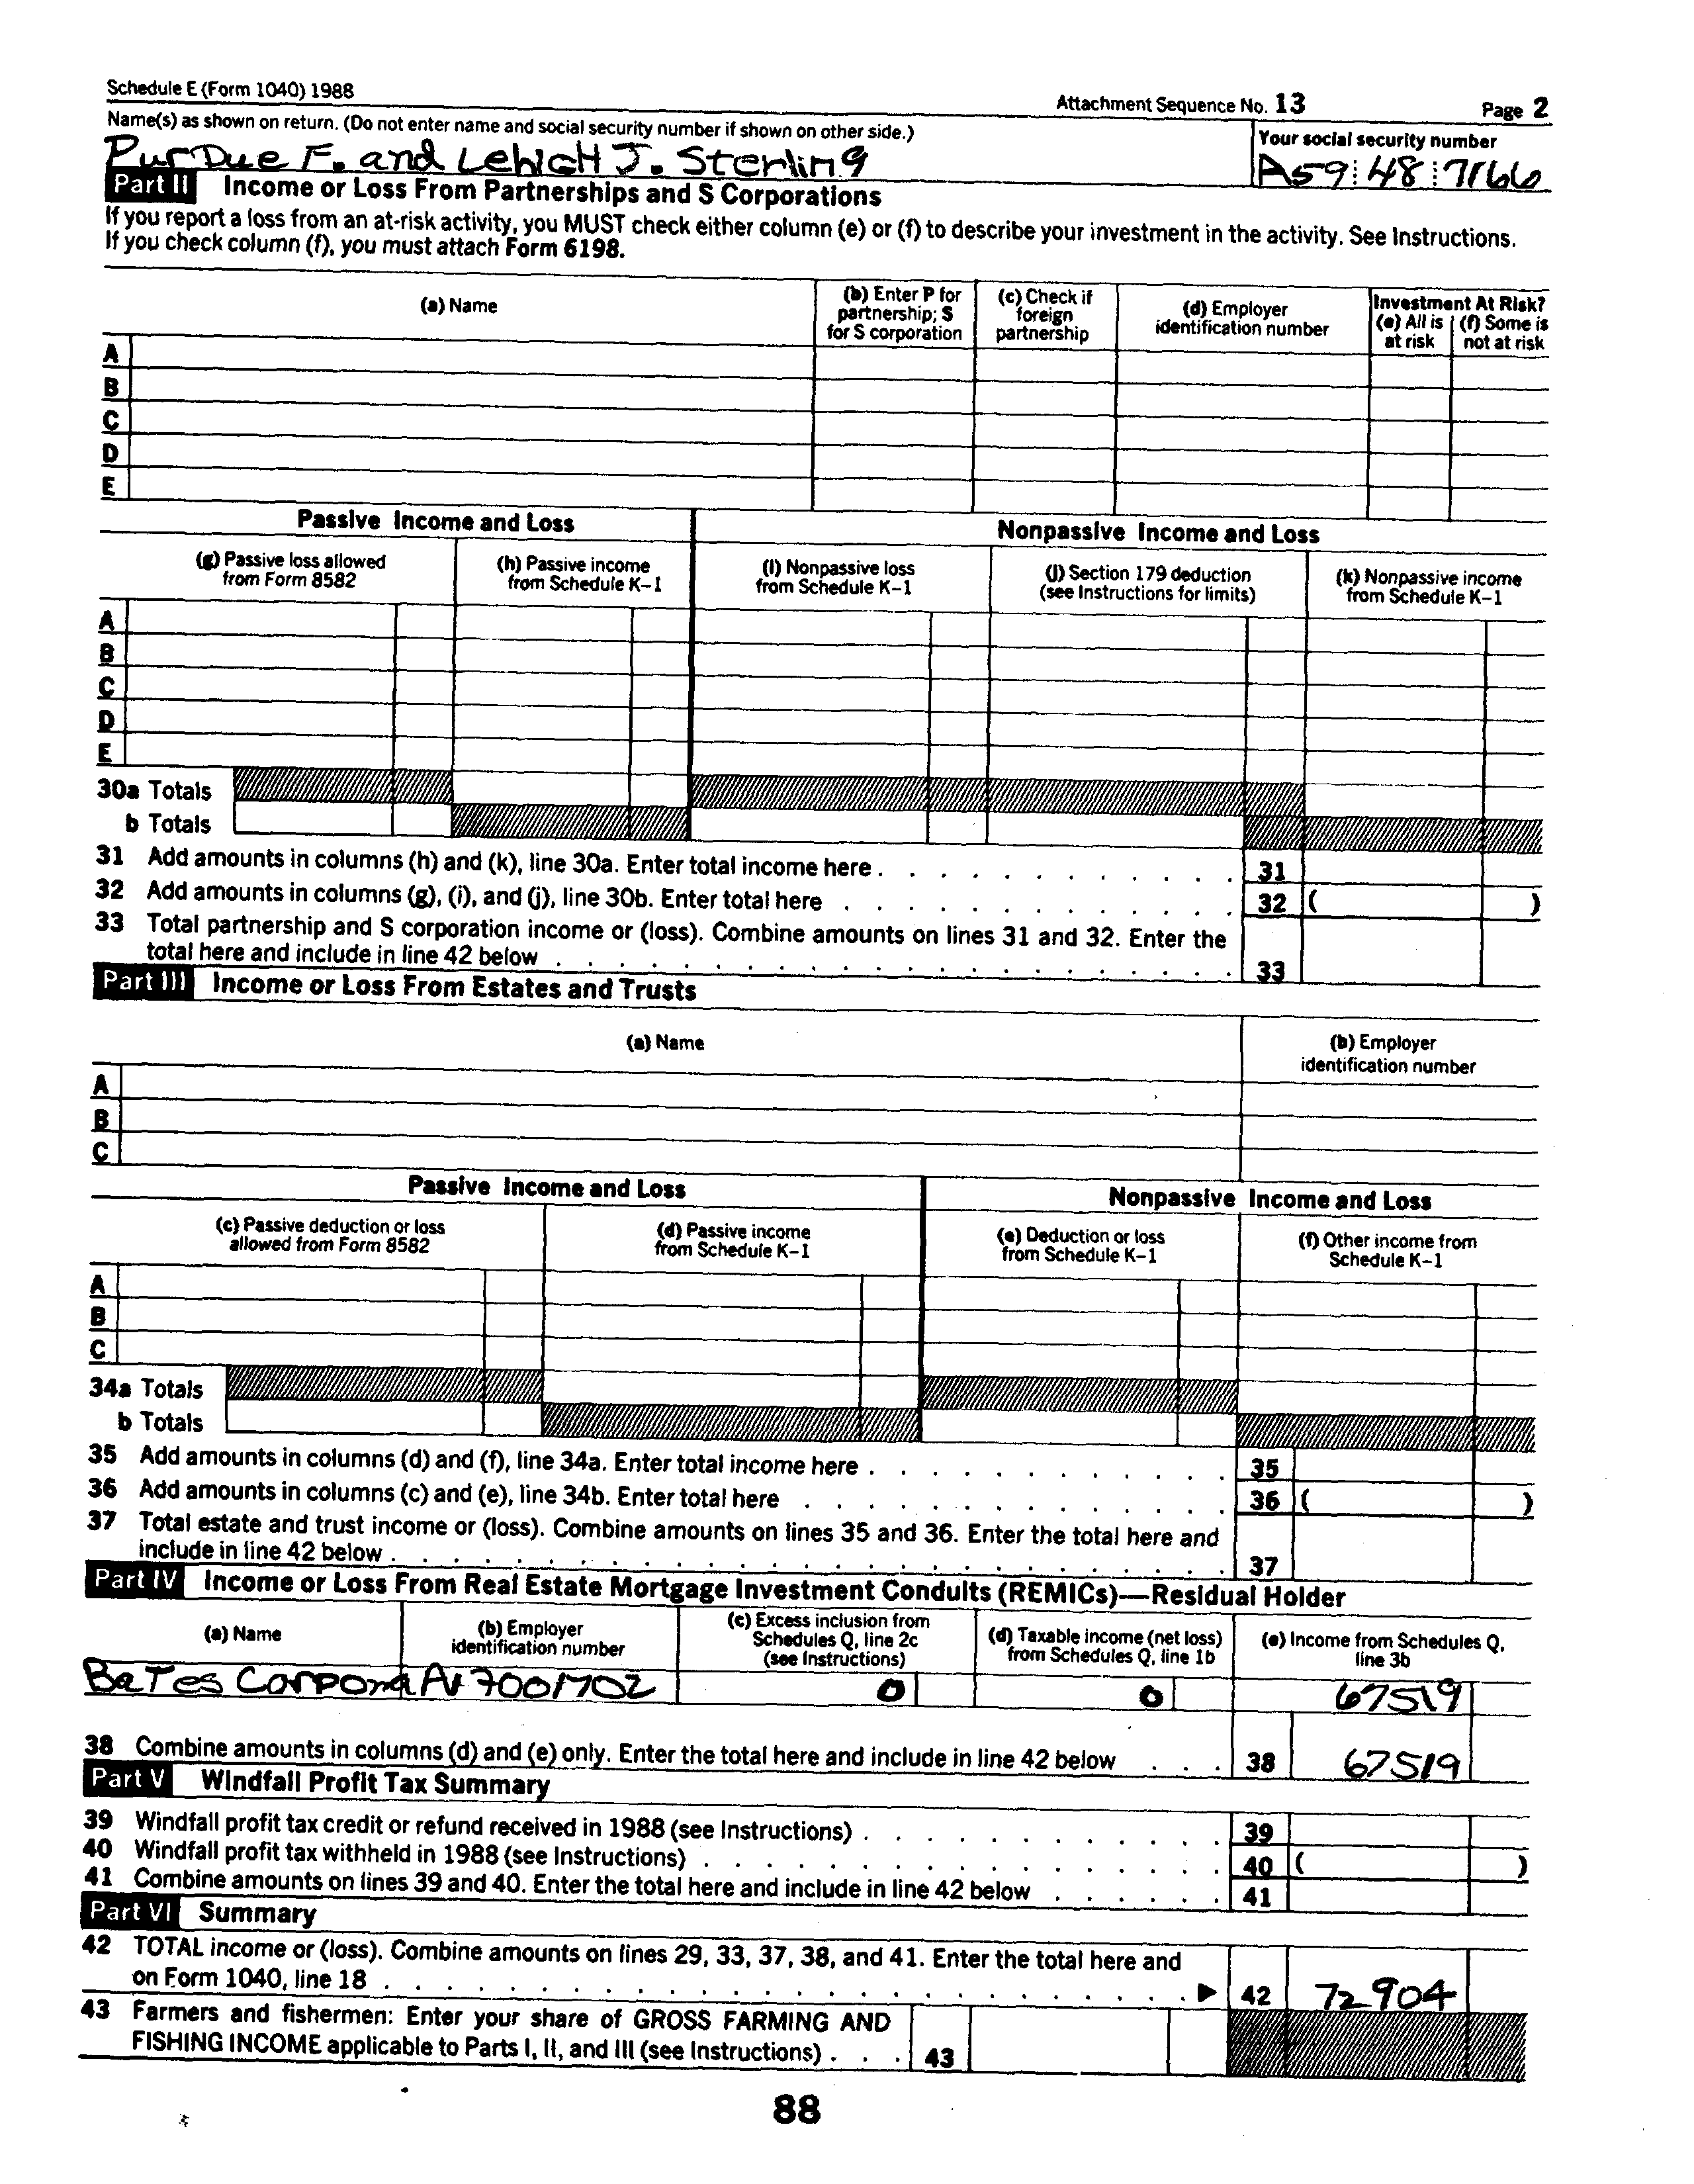 Schedule E (Form 1040) 1988
Attachment Sequence No. 13
Page 2
Name(s) as shown on return. (Do not enter name and social security number if shown on other side.)
Your social security number
PurDue F. and LehigH J. Sterling
A59 48 7166
Part II Income or Loss From Partnerships and S Corporations
If you report a loss from an at-risk activity, you MUST check either column (e) or (f) to describe your investment in the activity. See Instructions.
If you check column (f), you must attach Form 6198.
(a) Name
(b) Enter P for partnership; S for S corporation
(c) Check if foreign partnership
(d) Employer identification number
Investment At Risk?
(e) All is at risk
(f) Some is not at risk
A
B
C
D
E
Passive Income and Loss
Nonpassive Income and Loss
(g) Passive loss allowed from Form 8582
(h) Passive income from Schedule K-1
(i) Nonpassive loss from Schedule K-1
(j) Section 179 deduction (see Instructions for limits)
(k) Nonpassive income from Schedule K-1
A
B
C
D
E
30a Totals
b Totals
31 Add amounts in columns (h) and (k), line 30a. Enter total income here . . . . . . . . . . . . 31
32 Add amounts in columns (g), (i), and (j), line 30b. Enter total here . . . . . . . . . . . . . 32 ( )
33 Total partnership and S corporation income or (loss). Combine amounts on lines 31 and 32. Enter the
total here and include in line 42 below . . . . . . . . . . . . . . . . . . . . . . 33
Part III Income or Loss From Estates and Trusts
(a) Name
(b) Employer identification number
A
B
C
Passive Income and Loss
Nonpassive Income and Loss
(c) Passive deduction or loss allowed from Form 8582
(d) Passive income from Schedule K-1
(e) Deduction or loss from Schedule K-1
(f) Other income from Schedule K-1
A
B
C
34a Totals
b Totals
35 Add amounts in columns (d) and (f), line 34a. Enter total income here . . . . . . . . . . . . 35
36 Add amounts in columns (c) and (e), line 34b. Enter total here . . . . . . . . . . . . . . 36 ( )
37 Total estate and trust income or (loss). Combine amounts on lines 35 and 36. Enter the total here and
include in line 42 below . . . . . . . . . . . . . . . . . . . . . . . . . . . 37
Part IV Income or Loss From Real Estate Mortgage Investment Conduits (REMICs)—Residual Holder
(a) Name
(b) Employer identification number
(c) Excess inclusion from Schedules Q, line 2c (see Instructions)
(d) Taxable income (net loss) from Schedules Q, line 1b
(e) Income from Schedules Q, line 3b
BaTes Corpora 7001702 0 0 67519
38 Combine amounts in columns (d) and (e) only. Enter the total here and include in line 42 below . . . 38 67519
Part V Windfall Profit Tax Summary
39 Windfall profit tax credit or refund received in 1988 (see Instructions) . . . . . . . . . . . . 39
40 Windfall profit tax withheld in 1988 (see Instructions) . . . . . . . . . . . . . . . . . 40 ( )
41 Combine amounts on lines 39 and 40. Enter the total here and include in line 42 below . . . . . . 41
Part VI Summary
42 TOTAL income or (loss). Combine amounts on lines 29, 33, 37, 38, and 41. Enter the total here and
on Form 1040, line 18 . . . . . . . . . . . . . . . . . . . . . . . . . . ▶ 42 72904
43 Farmers and fishermen: Enter your share of GROSS FARMING AND
FISHING INCOME applicable to Parts I, II, and III (see Instructions) . . . 43
88